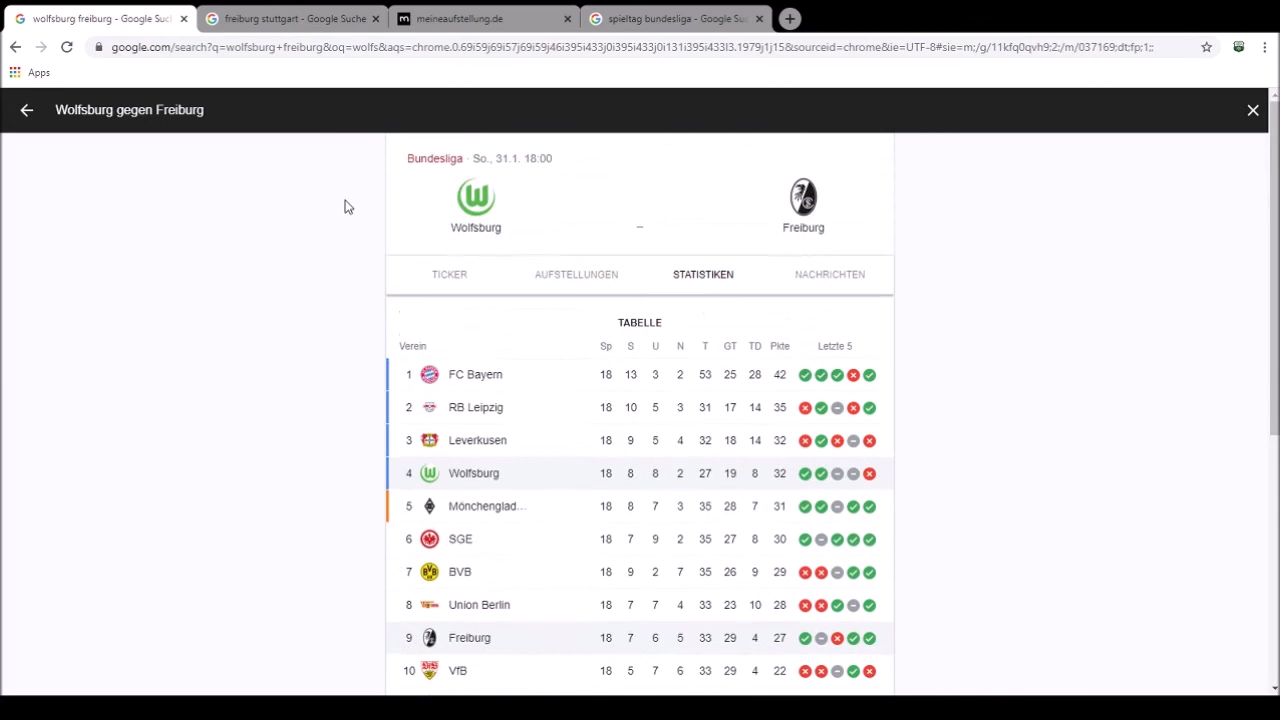 wolfsburg freiburg - Google Suc
freiburg stuttgart - Google Suche
meineaufstellung.de
spieltag bundesliga - Google Suc
google.com/search?q=wolfsburg+freiburg&oq=wolfs&aqs=chrome.0.69i59j69i57j69i59j46i395i433j0i395i433j0i131i395i433l3.1979j1j15&sourceid=chrome&ie=UTF-8#sie=m;/g/11kfq0qvh9;2;/m/037169;dt;fp;1;;
Apps
Wolfsburg gegen Freiburg
Bundesliga · So., 31.1. 18:00
Wolfsburg – Freiburg
TICKER AUFSTELLUNGEN STATISTIKEN NACHRICHTEN
TABELLE
Verein Sp S U N T GT TD Pkte Letzte 5
1 FC Bayern 18 13 3 2 53 25 28 42
2 RB Leipzig 18 10 5 3 31 17 14 35
3 Leverkusen 18 9 5 4 32 18 14 32
4 Wolfsburg 18 8 8 2 27 19 8 32
5 Mönchenglad... 18 8 7 3 35 28 7 31
6 SGE 18 7 9 2 35 27 8 30
7 BVB 18 9 2 7 35 26 9 29
8 Union Berlin 18 7 7 4 33 23 10 28
9 Freiburg 18 7 6 5 33 29 4 27
10 VfB 18 5 7 6 33 29 4 22